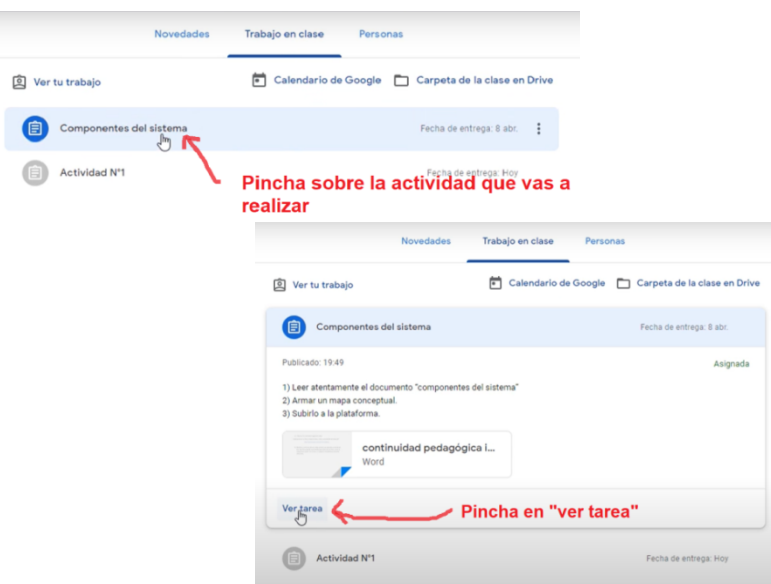 Novedades Trabajo en clase Personas
Ver tu trabajo Calendario de Google Carpeta de la clase en Drive
Componentes del sistema Fecha de entrega: 8 abr.
Actividad N°1 Fecha de entrega: Hoy
Pincha sobre la actividad que vas a
realizar
Novedades Trabajo en clase Personas
Ver tu trabajo Calendario de Google Carpeta de la clase en Drive
Componentes del sistema Fecha de entrega: 8 abr.
Publicado: 19:49 Asignada
1) Leer atentamente el documento "componentes del sistema"
2) Armar un mapa conceptual.
3) Subirlo a la plataforma.
continuidad pedagógica i...
Word
Ver tarea Pincha en "ver tarea"
Actividad N°1 Fecha de entrega: Hoy